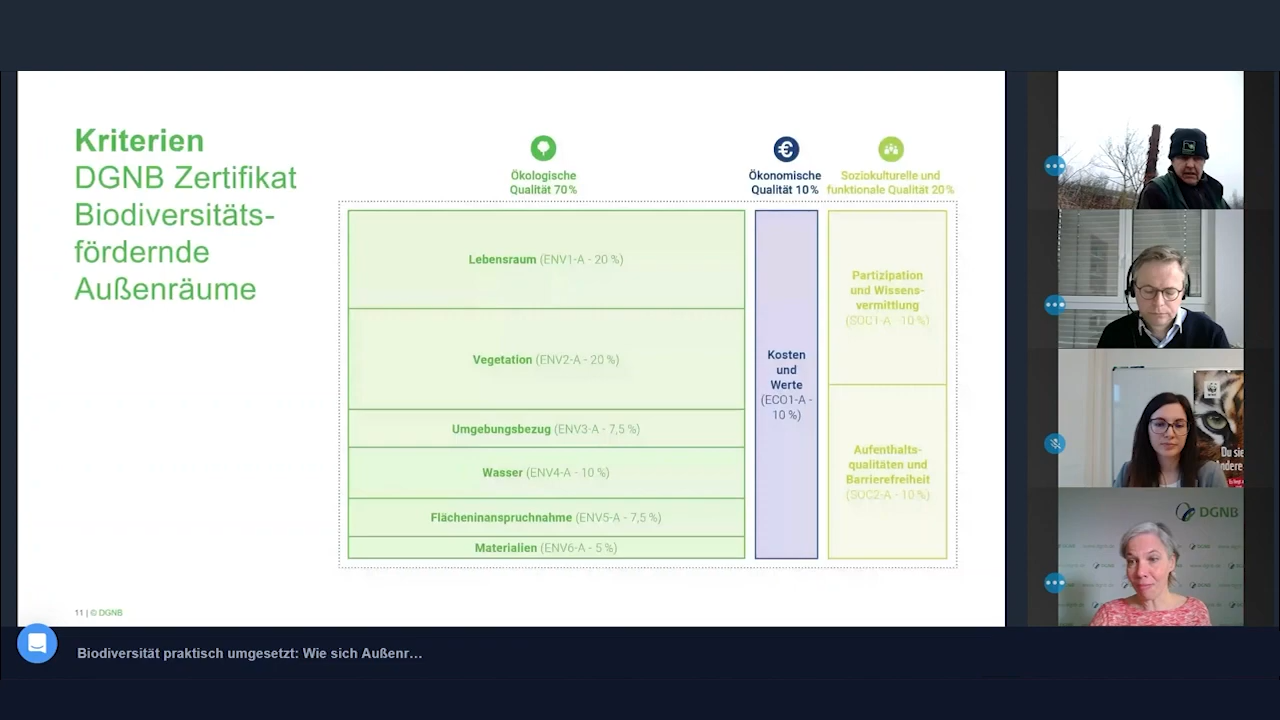 Kriterien
DGNB Zertifikat
Biodiversitäts-
fördernde
Außenräume
Ökologische
Qualität 70%
Ökonomische
Qualität 10%
Soziokulturelle und
funktionale Qualität 20%
Lebensraum (ENV1-A - 20 %)
Vegetation (ENV2-A - 20 %)
Umgebungsbezug (ENV3-A - 7,5 %)
Wasser (ENV4-A - 10 %)
Flächeninanspruchnahme (ENV5-A - 7,5 %)
Materialien (ENV6-A - 5 %)
Kosten
und
Werte
(ECO1-A -
10 %)
Partizipation
und Wissens-
vermittlung
(SOC1-A - 10 %)
Aufenthalts-
qualitäten und
Barrierefreiheit
(SOC2-A - 10 %)
11 | © DGNB
WWF
Du sie
DGNB
Biodiversität praktisch umgesetzt: Wie sich Außenr...